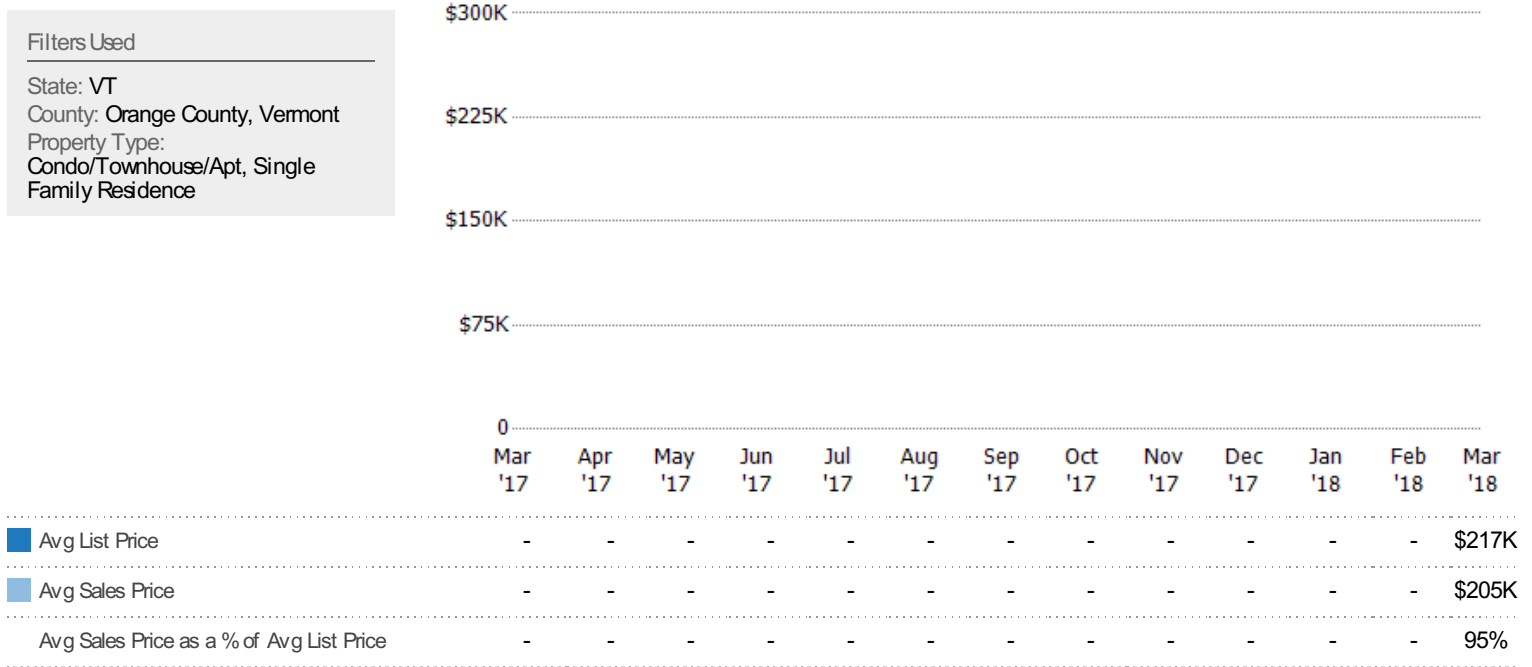 Filters Used
State: VT
County: Orange County, Vermont
Property Type:
Condo/Townhouse/Apt, Single
Family Residence
$300K
$225K
$150K
$75K
0
Mar Apr May Jun Jul Aug Sep Oct Nov Dec Jan Feb Mar
'17 '17 '17 '17 '17 '17 '17 '17 '17 '17 '18 '18 '18
Avg List Price - - - - - - - - - - - - $217K
Avg Sales Price - - - - - - - - - - - - $205K
Avg Sales Price as a % of Avg List Price - - - - - - - - - - - - 95%